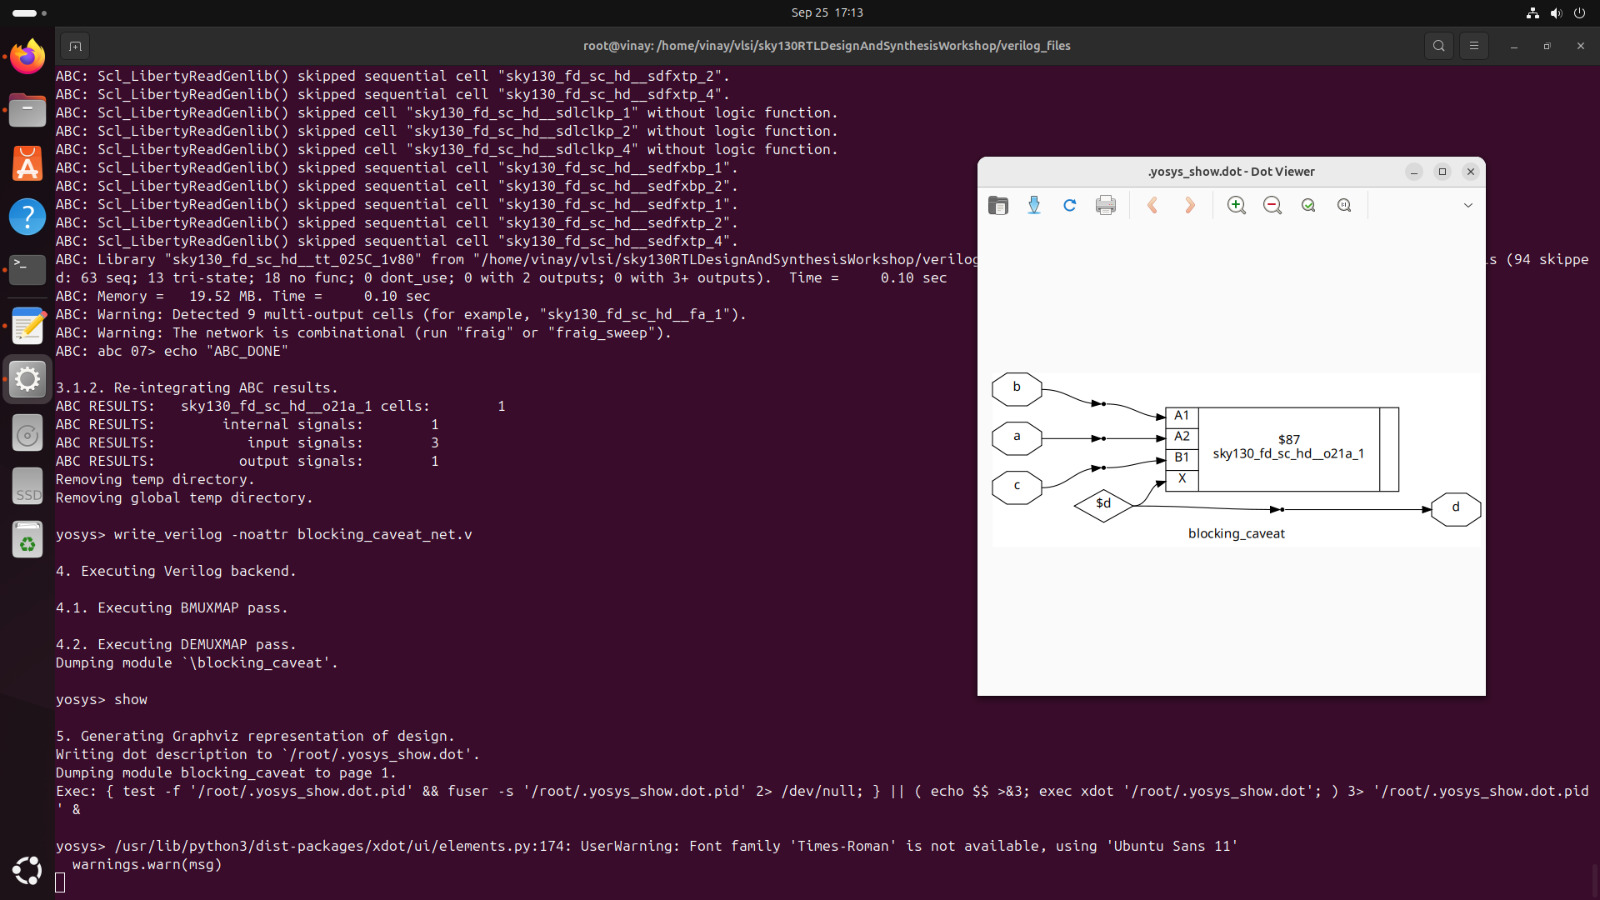 Sep 25 17:13
root@vinay: /home/vinay/vlsi/sky130RTLDesignAndSynthesisWorkshop/verilog_files
ABC: Scl_LibertyReadGenlib() skipped sequential cell "sky130_fd_sc_hd__sdfxtp_2".
ABC: Scl_LibertyReadGenlib() skipped sequential cell "sky130_fd_sc_hd__sdfxtp_4".
ABC: Scl_LibertyReadGenlib() skipped cell "sky130_fd_sc_hd__sdlclkp_1" without logic function.
ABC: Scl_LibertyReadGenlib() skipped cell "sky130_fd_sc_hd__sdlclkp_2" without logic function.
ABC: Scl_LibertyReadGenlib() skipped cell "sky130_fd_sc_hd__sdlclkp_4" without logic function.
ABC: Scl_LibertyReadGenlib() skipped sequential cell "sky130_fd_sc_hd__sedfxbp_1".
ABC: Scl_LibertyReadGenlib() skipped sequential cell "sky130_fd_sc_hd__sedfxbp_2".
ABC: Scl_LibertyReadGenlib() skipped sequential cell "sky130_fd_sc_hd__sedfxtp_1".
ABC: Scl_LibertyReadGenlib() skipped sequential cell "sky130_fd_sc_hd__sedfxtp_2".
ABC: Scl_LibertyReadGenlib() skipped sequential cell "sky130_fd_sc_hd__sedfxtp_4".
ABC: Library "sky130_fd_sc_hd__tt_025C_1v80" from "/home/vinay/vlsi/sky130RTLDesignAndSynthesisWorkshop/verilog s (94 skippe
d: 63 seq; 13 tri-state; 18 no func; 0 dont_use; 0 with 2 outputs; 0 with 3+ outputs).  Time =     0.10 sec
ABC: Memory =   19.52 MB. Time =     0.10 sec
ABC: Warning: Detected 9 multi-output cells (for example, "sky130_fd_sc_hd__fa_1").
ABC: Warning: The network is combinational (run "fraig" or "fraig_sweep").
ABC: abc 07> echo "ABC_DONE"
3.1.2. Re-integrating ABC results.
ABC RESULTS:   sky130_fd_sc_hd__o21a_1 cells:        1
ABC RESULTS:        internal signals:        1
ABC RESULTS:           input signals:        3
ABC RESULTS:          output signals:        1
Removing temp directory.
Removing global temp directory.
yosys> write_verilog -noattr blocking_caveat_net.v
4. Executing Verilog backend.
4.1. Executing BMUXMAP pass.
4.2. Executing DEMUXMAP pass.
Dumping module `\blocking_caveat'.
yosys> show
5. Generating Graphviz representation of design.
Writing dot description to `/root/.yosys_show.dot'.
Dumping module blocking_caveat to page 1.
Exec: { test -f '/root/.yosys_show.dot.pid' && fuser -s '/root/.yosys_show.dot.pid' 2> /dev/null; } || ( echo $$ >&3; exec xdot '/root/.yosys_show.dot'; ) 3> '/root/.yosys_show.dot.pid
' &
yosys> /usr/lib/python3/dist-packages/xdot/ui/elements.py:174: UserWarning: Font family 'Times-Roman' is not available, using 'Ubuntu Sans 11'
warnings.warn(msg)
.yosys_show.dot - Dot Viewer
b
a
c
$d
A1
A2
B1
X
$87
sky130_fd_sc_hd__o21a_1
d
blocking_caveat
SSD